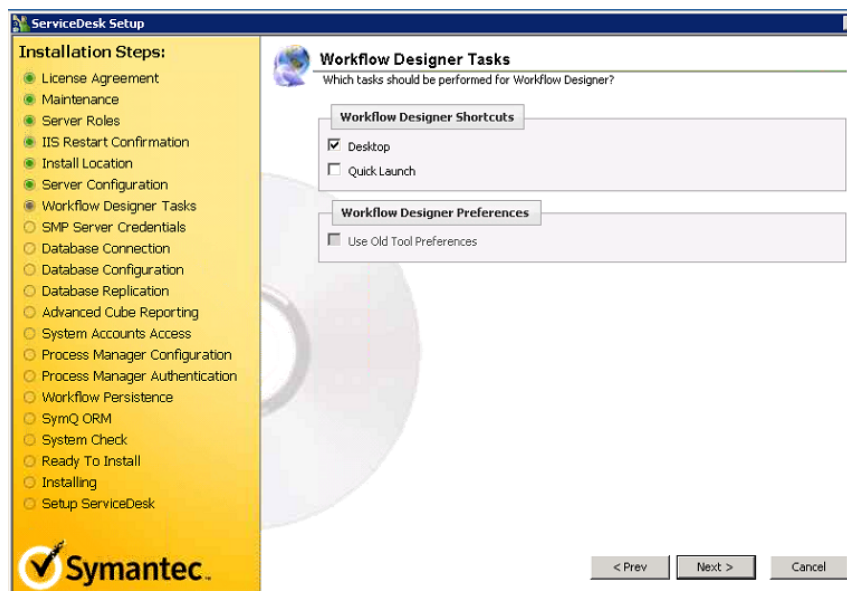 ServiceDesk Setup
Installation Steps:
License Agreement
Maintenance
Server Roles
IIS Restart Confirmation
Install Location
Server Configuration
Workflow Designer Tasks
SMP Server Credentials
Database Connection
Database Configuration
Database Replication
Advanced Cube Reporting
System Accounts Access
Process Manager Configuration
Process Manager Authentication
Workflow Persistence
SymQ ORM
System Check
Ready To Install
Installing
Setup ServiceDesk
Symantec.
Workflow Designer Tasks
Which tasks should be performed for Workflow Designer?
Workflow Designer Shortcuts
Desktop
Quick Launch
Workflow Designer Preferences
Use Old Tool Preferences
< Prev Next > Cancel